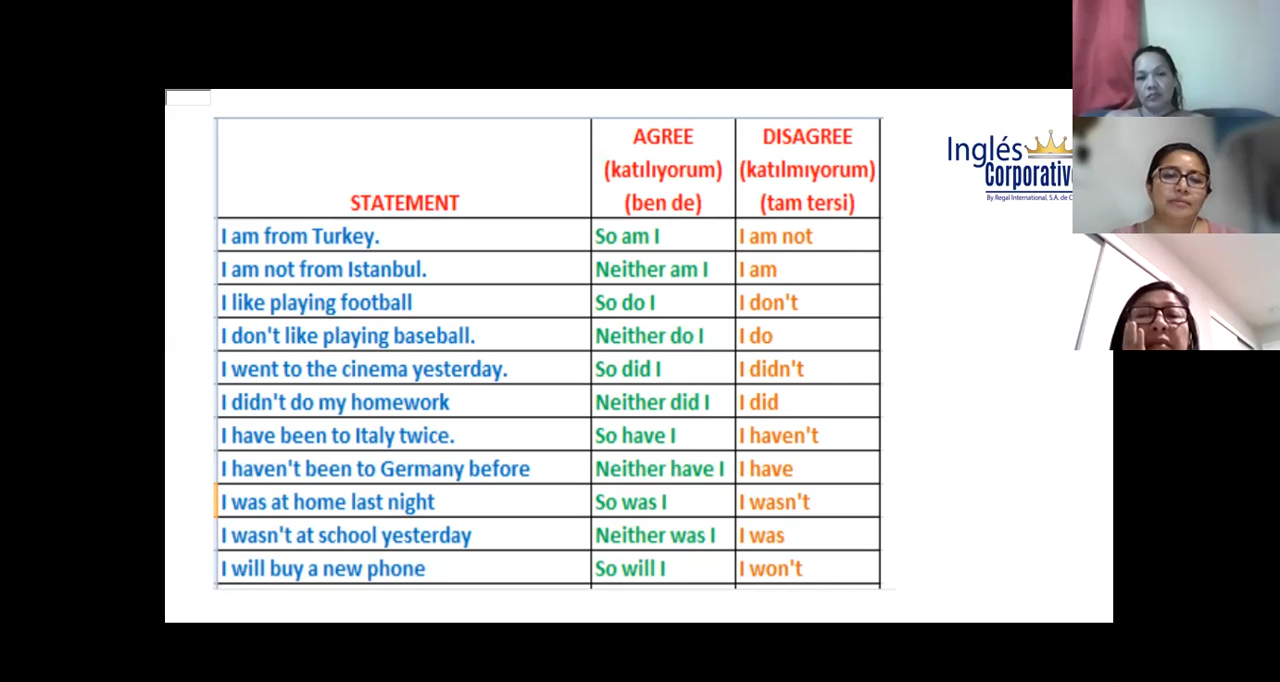 AGREE DISAGREE
(katılıyorum) (katılmıyorum)
STATEMENT (ben de) (tam tersi)
I am from Turkey. So am I I am not
I am not from Istanbul. Neither am I I am
I like playing football So do I I don't
I don't like playing baseball. Neither do I I do
I went to the cinema yesterday. So did I I didn't
I didn't do my homework Neither did I I did
I have been to Italy twice. So have I I haven't
I haven't been to Germany before Neither have I I have
I was at home last night So was I I wasn't
I wasn't at school yesterday Neither was I I was
I will buy a new phone So will I I won't
Inglés
Corporativ
By Regal International, S.A. de C